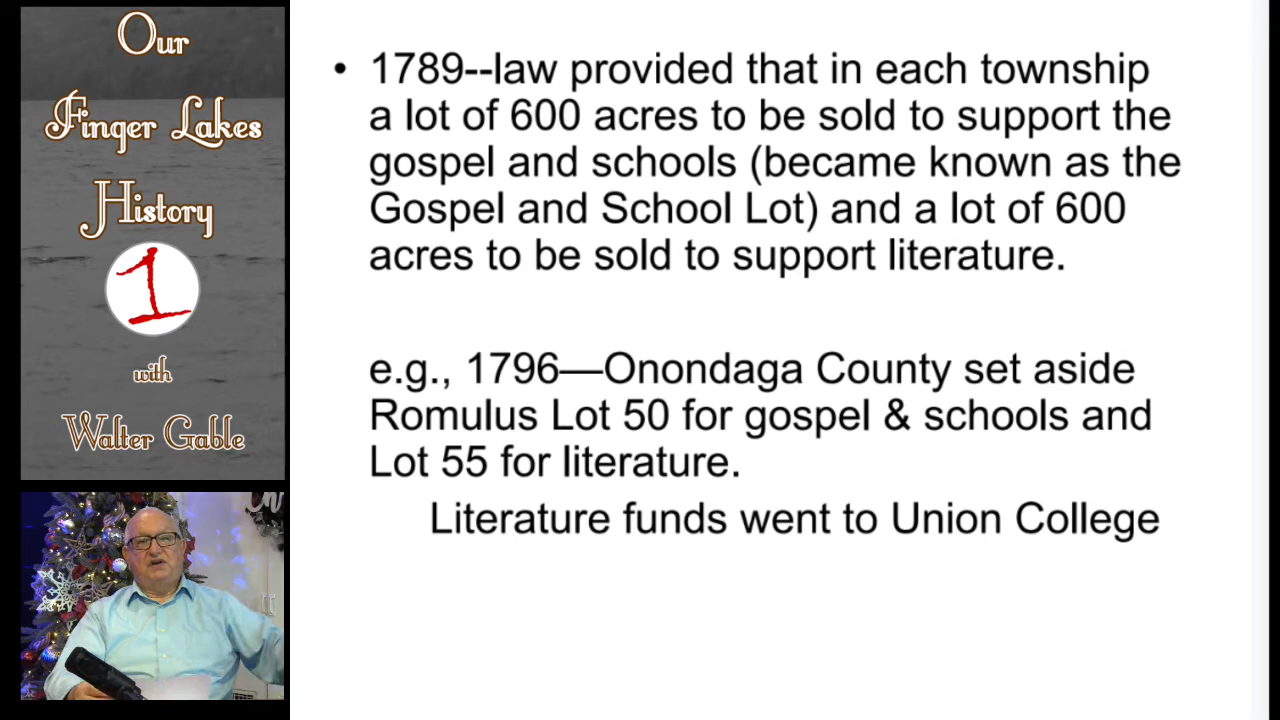 Our
Finger Lakes
History
1
with
Walter Gable
• 1789--law provided that in each township
a lot of 600 acres to be sold to support the
gospel and schools (became known as the
Gospel and School Lot) and a lot of 600
acres to be sold to support literature.
e.g., 1796—Onondaga County set aside
Romulus Lot 50 for gospel & schools and
Lot 55 for literature.
Literature funds went to Union College